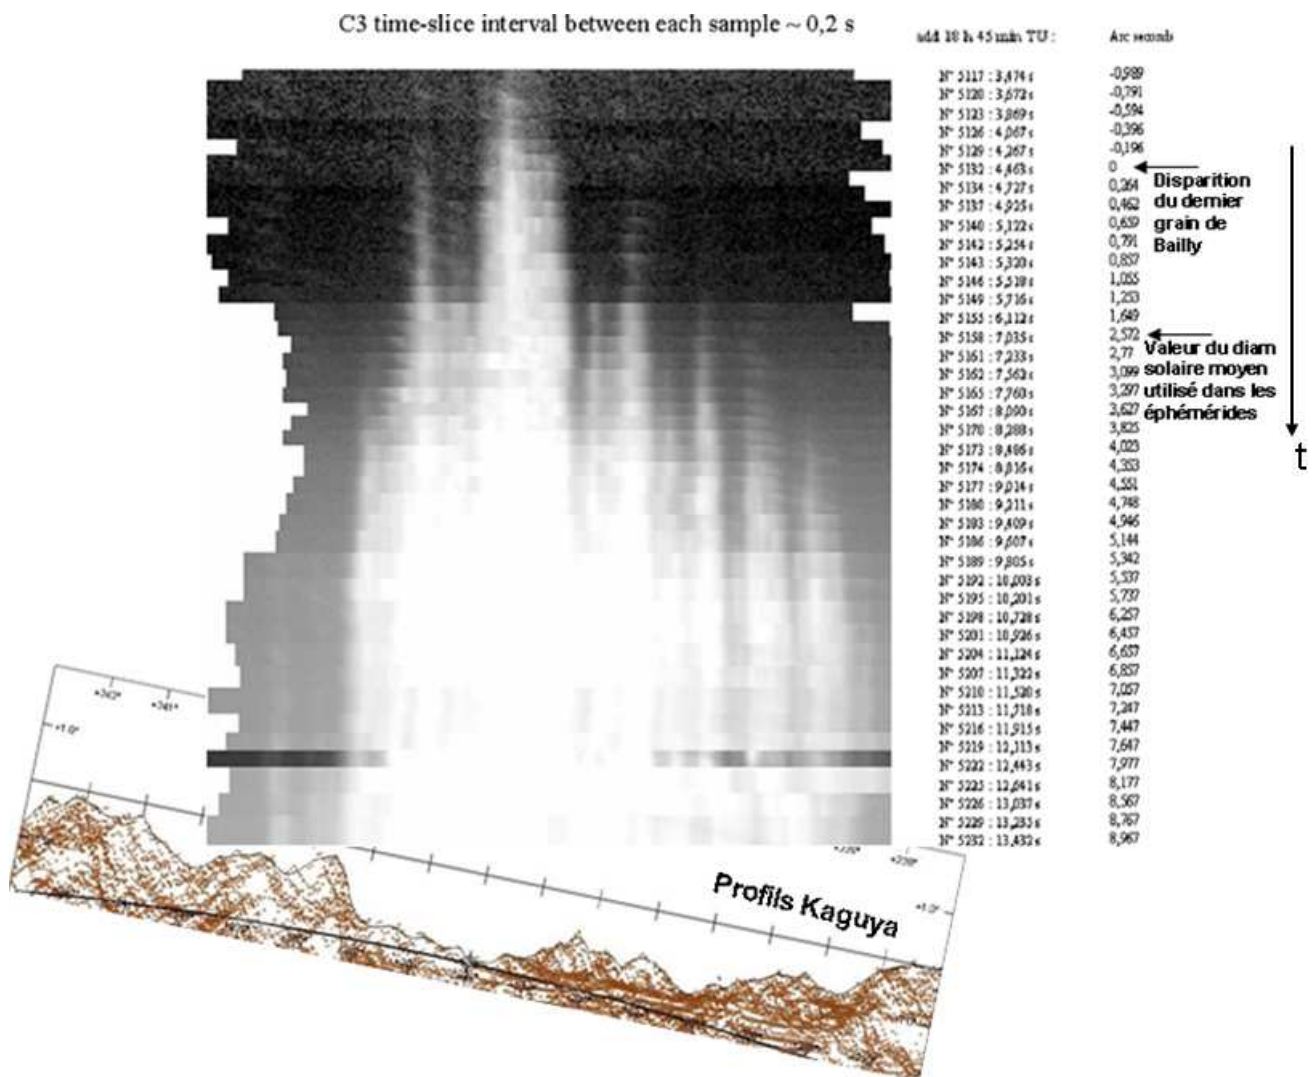 C3 time-slice interval between each sample ~ 0,2 s
add 18 h 45 min TU :
Arc seconds
N° 5117 : 3,474 s -0,989
N° 5120 : 3,672 s -0,791
N° 5123 : 3,869 s -0,594
N° 5126 : 4,067 s -0,396
N° 5129 : 4,267 s -0,196
N° 5132 : 4,463 s 0
N° 5134 : 4,727 s 0,264
N° 5137 : 4,925 s 0,462
N° 5140 : 5,122 s 0,659
N° 5142 : 5,254 s 0,791
N° 5143 : 5,320 s 0,857
N° 5146 : 5,518 s 1,055
N° 5149 : 5,716 s 1,253
N° 5155 : 6,112 s 1,649
N° 5158 : 7,035 s 2,572
N° 5161 : 7,233 s 2,77
N° 5162 : 7,562 s 3,099
N° 5165 : 7,760 s 3,297
N° 5167 : 8,090 s 3,627
N° 5170 : 8,288 s 3,825
N° 5173 : 8,486 s 4,023
N° 5174 : 8,816 s 4,353
N° 5177 : 9,014 s 4,551
N° 5180 : 9,211 s 4,748
N° 5183 : 9,409 s 4,946
N° 5186 : 9,607 s 5,144
N° 5189 : 9,805 s 5,342
N° 5192 : 10,003 s 5,537
N° 5195 : 10,201 s 5,737
N° 5198 : 10,728 s 6,257
N° 5201 : 10,926 s 6,457
N° 5204 : 11,124 s 6,657
N° 5207 : 11,322 s 6,857
N° 5210 : 11,520 s 7,057
N° 5213 : 11,718 s 7,247
N° 5216 : 11,915 s 7,447
N° 5219 : 12,113 s 7,647
N° 5222 : 12,443 s 7,977
N° 5225 : 12,641 s 8,177
N° 5226 : 13,037 s 8,567
N° 5229 : 13,235 s 8,767
N° 5232 : 13,432 s 8,967
Disparition
du dernier
grain de
Bailly
Valeur du diam
solaire moyen
utilisé dans les
éphémérides
t
+342° +341°
+1.0°
Profils Kaguya
+1.0°